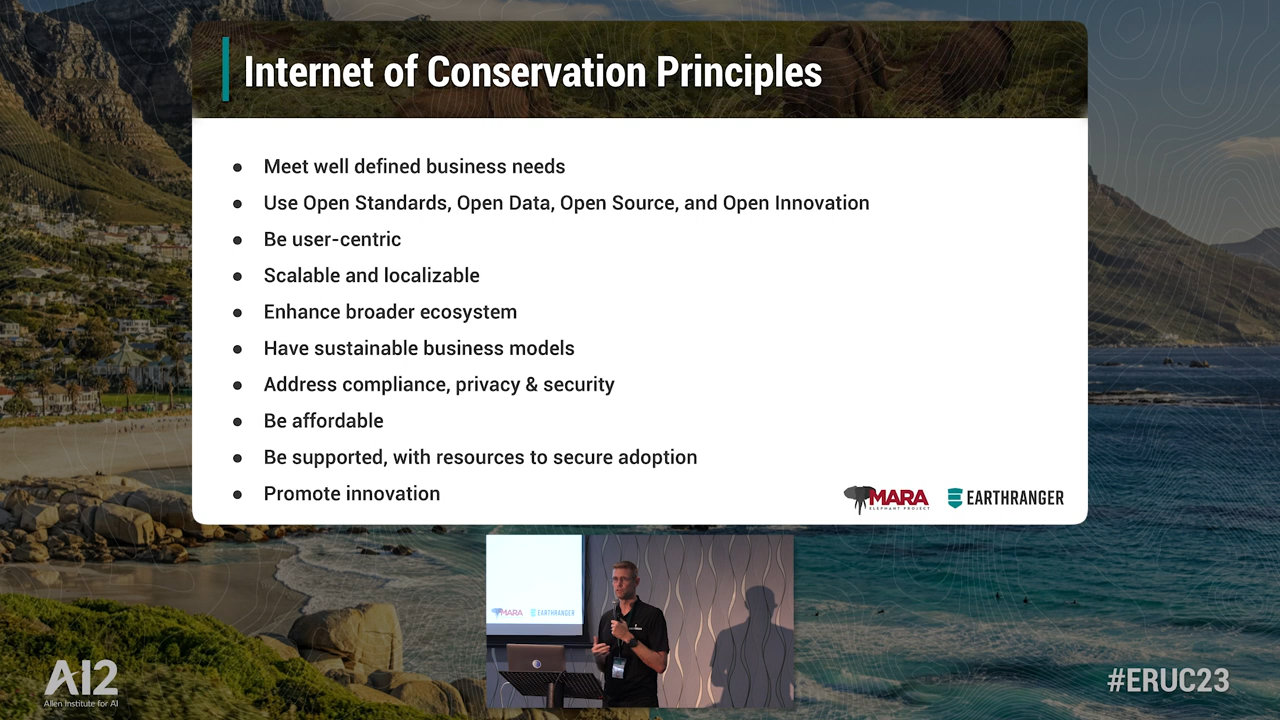 Internet of Conservation Principles
● Meet well defined business needs
● Use Open Standards, Open Data, Open Source, and Open Innovation
● Be user-centric
● Scalable and localizable
● Enhance broader ecosystem
● Have sustainable business models
● Address compliance, privacy & security
● Be affordable
● Be supported, with resources to secure adoption
● Promote innovation
MARA
ELEPHANT PROJECT
EARTHRANGER
MARA
EARTHRANGER
AI2
Allen Institute for AI
#ERUC23